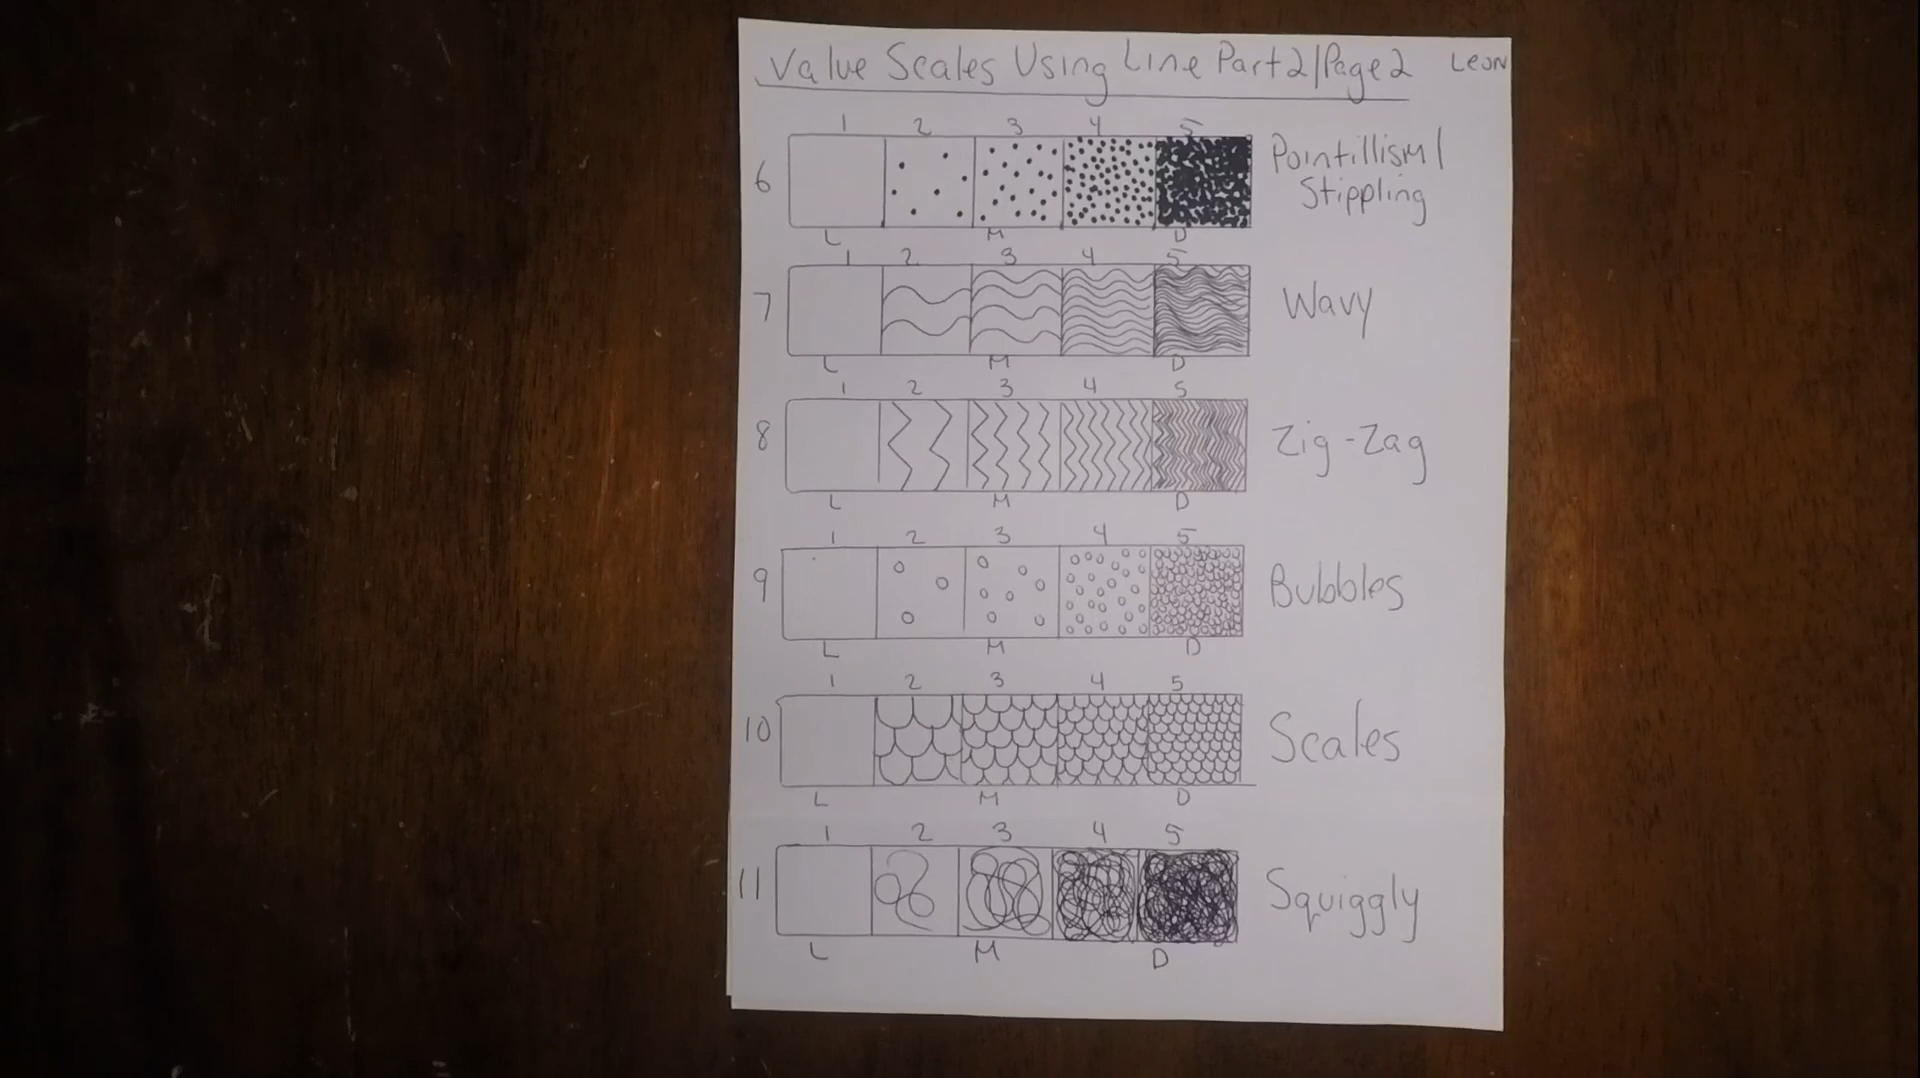 Value Scales Using Line Part 2/Page 2 Leon
1 2 3 4 5
6 Pointillism/
Stippling
L M D
1 2 3 4 5
7 Wavy
L M D
1 2 3 4 5
8 Zig-Zag
L M D
1 2 3 4 5
9 Bubbles
L M D
1 2 3 4 5
10 Scales
L M D
1 2 3 4 5
11 Squiggly
L M D